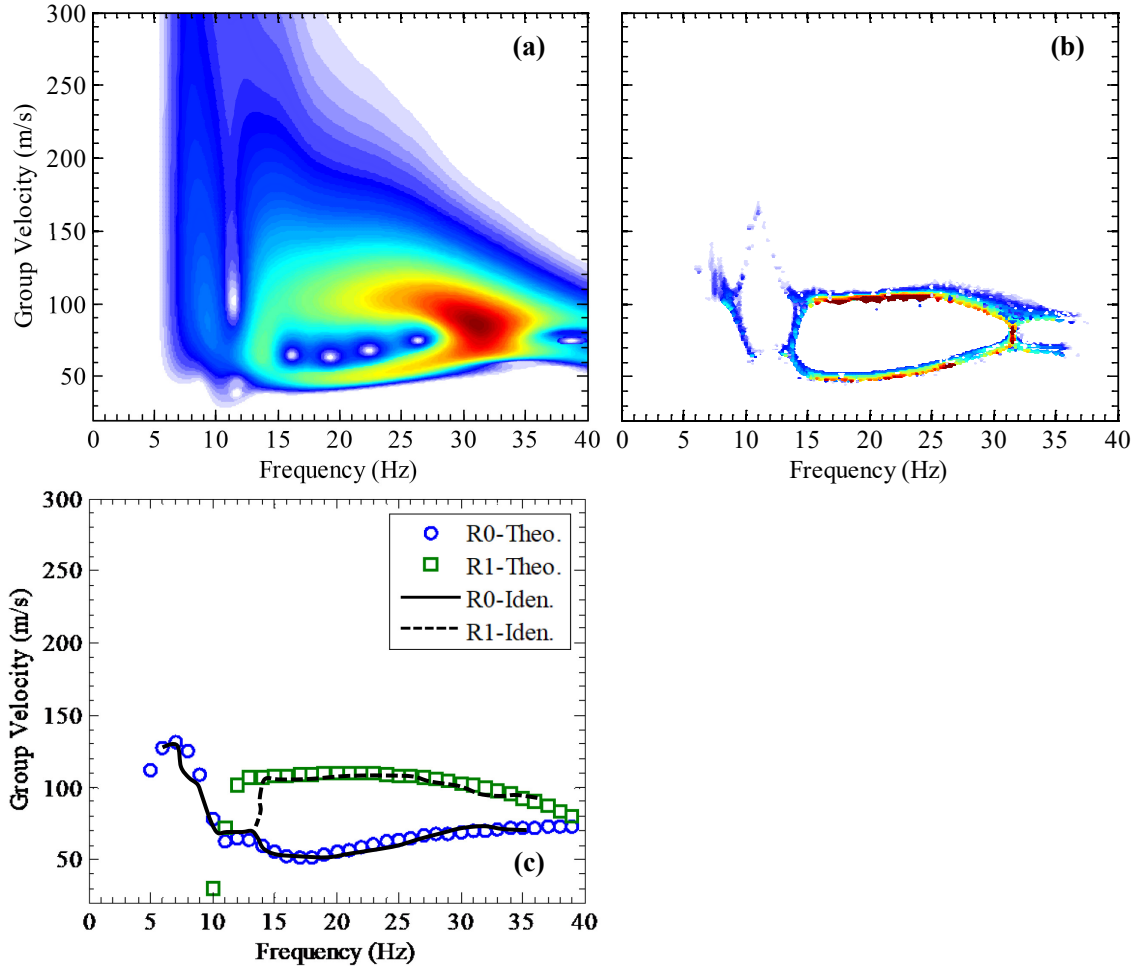 300
250
200
150
100
50
Group Velocity (m/s)
(a)
0 5 10 15 20 25 30 35 40
Frequency (Hz)
(b)
0 5 10 15 20 25 30 35 40
Frequency (Hz)
300
250
200
150
100
50
Group Velocity (m/s)
R0-Theo.
R1-Theo.
R0-Iden.
R1-Iden.
(c)
0 5 10 15 20 25 30 35 40
Frequency (Hz)